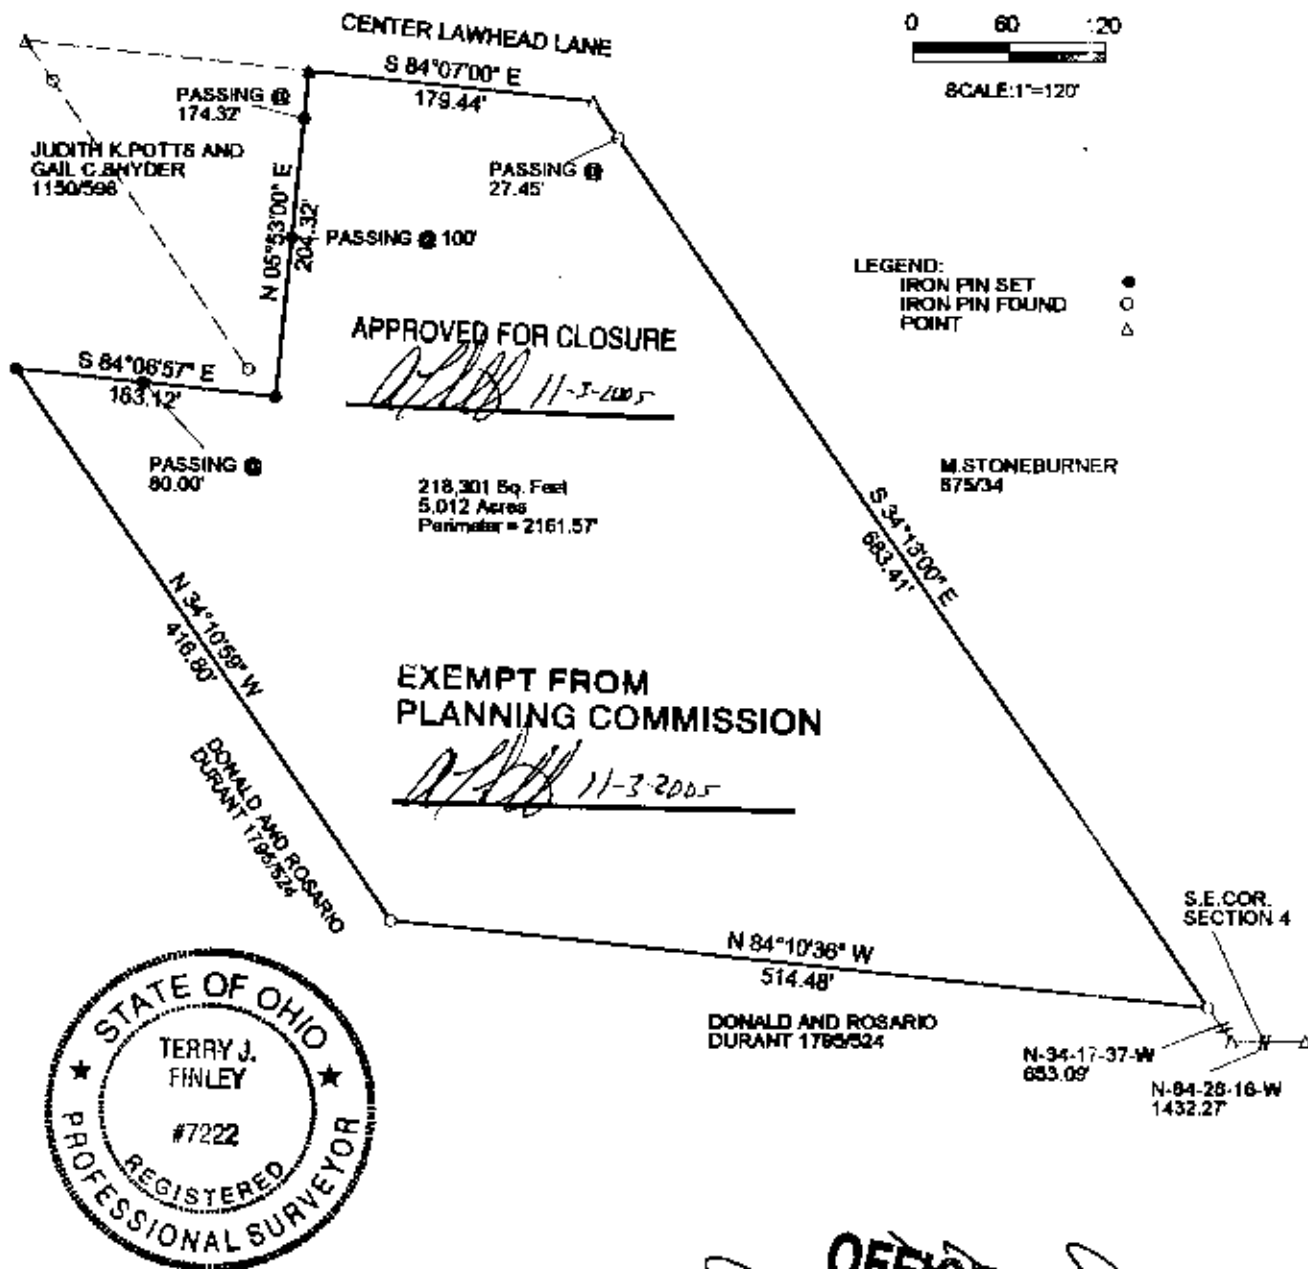 CENTER LAWHEAD LANE
S 84°07'00" E
179.44'
0 60 120
SCALE:1"=120'
PASSING @
174.32'
JUDITH K.POTTS AND
GAIL C.SNYDER
1150/596
N 05°53'00" E
204.32'
PASSING @ 100'
PASSING @
27.45'
LEGEND:
IRON PIN SET
IRON PIN FOUND
POINT
APPROVED FOR CLOSURE
11-3-2005
S 84°06'57" E
163.12'
PASSING @
80.00'
218,301 Sq. Feet
5.012 Acres
Perimeter = 2161.57'
M.STONEBURNER
675/34
S 34°13'00" E
683.41'
N 34°10'59" W
416.80'
EXEMPT FROM
PLANNING COMMISSION
11-3-2005
DONALD AND ROSARIO
DURANT 1795/524
S.E.COR.
SECTION 4
N 84°10'36" W
514.48'
DONALD AND ROSARIO
DURANT 1795/524
N-34-17-37-W
653.09'
N-84-28-16-W
1432.27'
STATE OF OHIO
TERRY J.
FINLEY
#7222
REGISTERED
PROFESSIONAL SURVEYOR